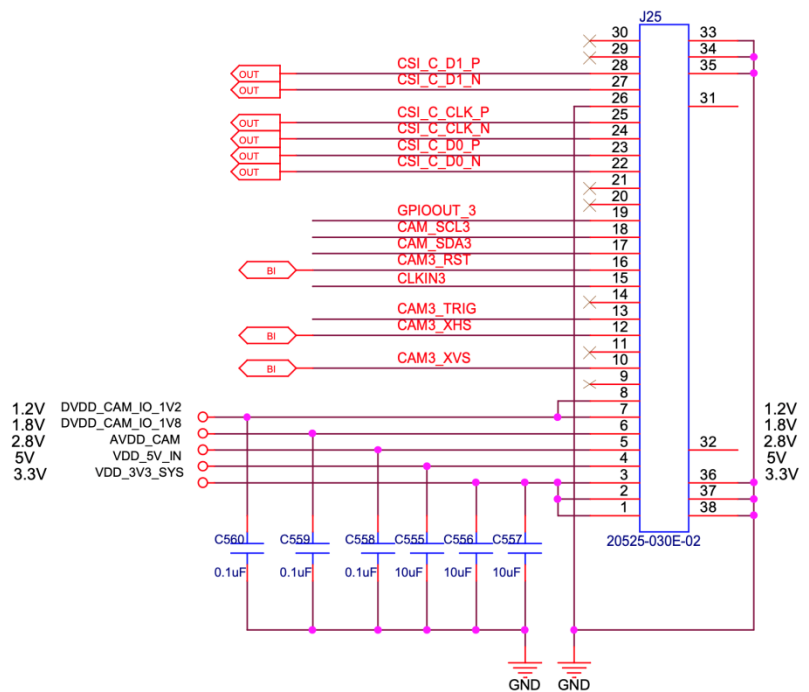 J25
30 33
29 34
CSI_C_D1_P 28 35
OUT CSI_C_D1_N 27
OUT 26 31
CSI_C_CLK_P 25
OUT CSI_C_CLK_N 24
OUT CSI_C_D0_P 23
OUT CSI_C_D0_N 22
OUT 21
20
GPIOOUT_3 19
CAM_SCL3 18
CAM_SDA3 17
CAM3_RST 16
BI CLKIN3 15
14
CAM3_TRIG 13
CAM3_XHS 12
BI 11
CAM3_XVS 10
BI 9
8
1.2V DVDD_CAM_IO_1V2 7 1.2V
1.8V DVDD_CAM_IO_1V8 6 1.8V
2.8V AVDD_CAM 5 32 2.8V
5V VDD_5V_IN 4 5V
3.3V VDD_3V3_SYS 3 36 3.3V
2 37
1 38
C560 C559 C558 C555 C556 C557 20525-030E-02
0.1uF 0.1uF 0.1uF 10uF 10uF 10uF
GND GND